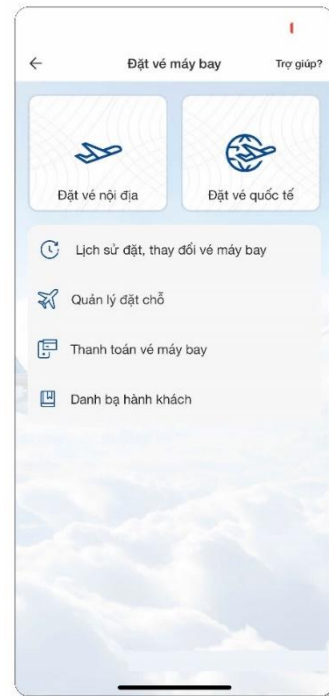 Đặt vé máy bay
Trợ giúp?
Đặt vé nội địa
Đặt vé quốc tế
Lịch sử đặt, thay đổi vé máy bay
Quản lý đặt chỗ
Thanh toán vé máy bay
Danh bạ hành khách